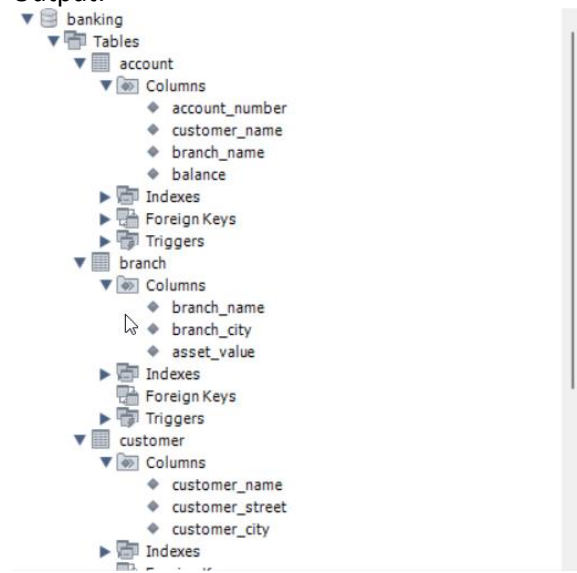 Output:
banking
Tables
account
Columns
account_number
customer_name
branch_name
balance
Indexes
Foreign Keys
Triggers
branch
Columns
branch_name
branch_city
asset_value
Indexes
Foreign Keys
Triggers
customer
Columns
customer_name
customer_street
customer_city
Indexes